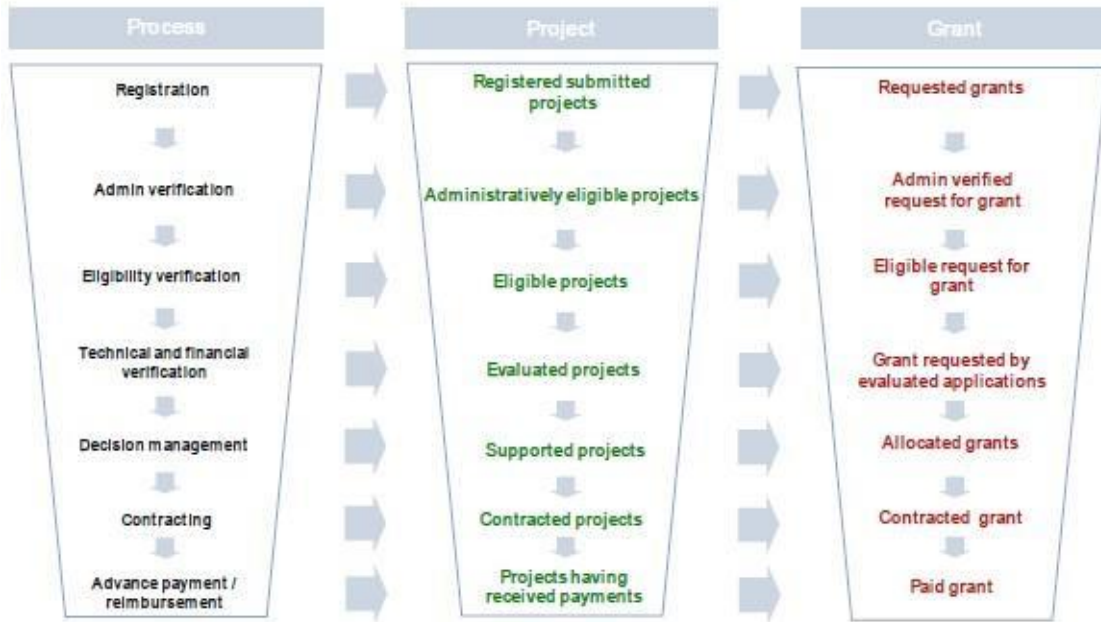 Process
Project
Grant
Registration
Registered submitted
projects
Requested grants
Admin verification
Administratively eligible projects
Admin verified
request for grant
Eligibility verification
Eligible projects
Eligible request for
grant
Technical and financial
verification
Evaluated projects
Grant requested by
evaluated applications
Decision management
Supported projects
Allocated grants
Contracting
Contracted projects
Contracted grant
Advance payment /
reimbursement
Projects having
received payments
Paid grant